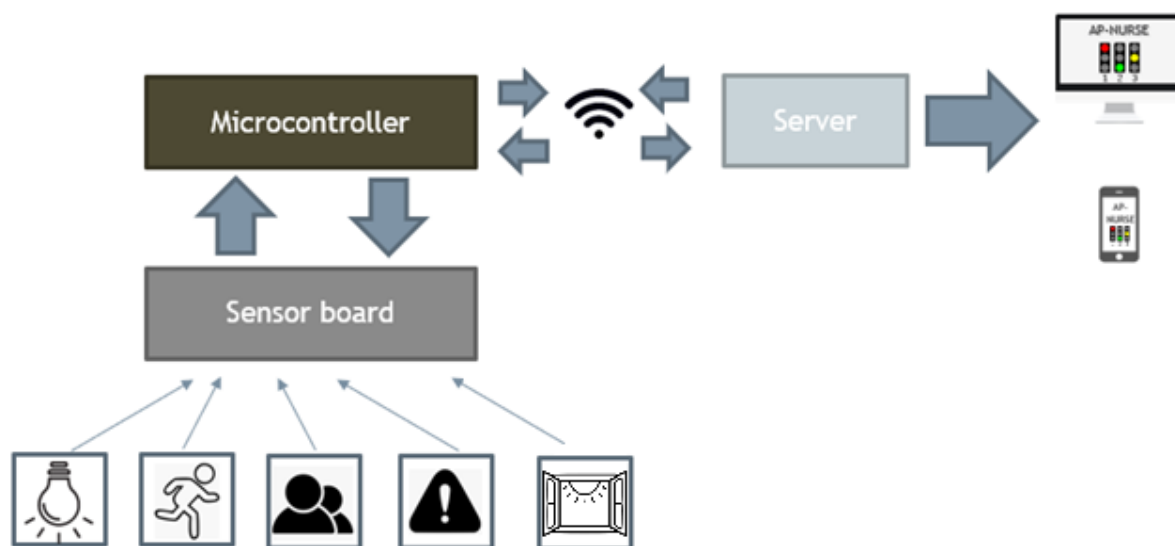 AP-NURSE
1 2 3
Microcontroller
Server
AP-
NURSE
Sensor board